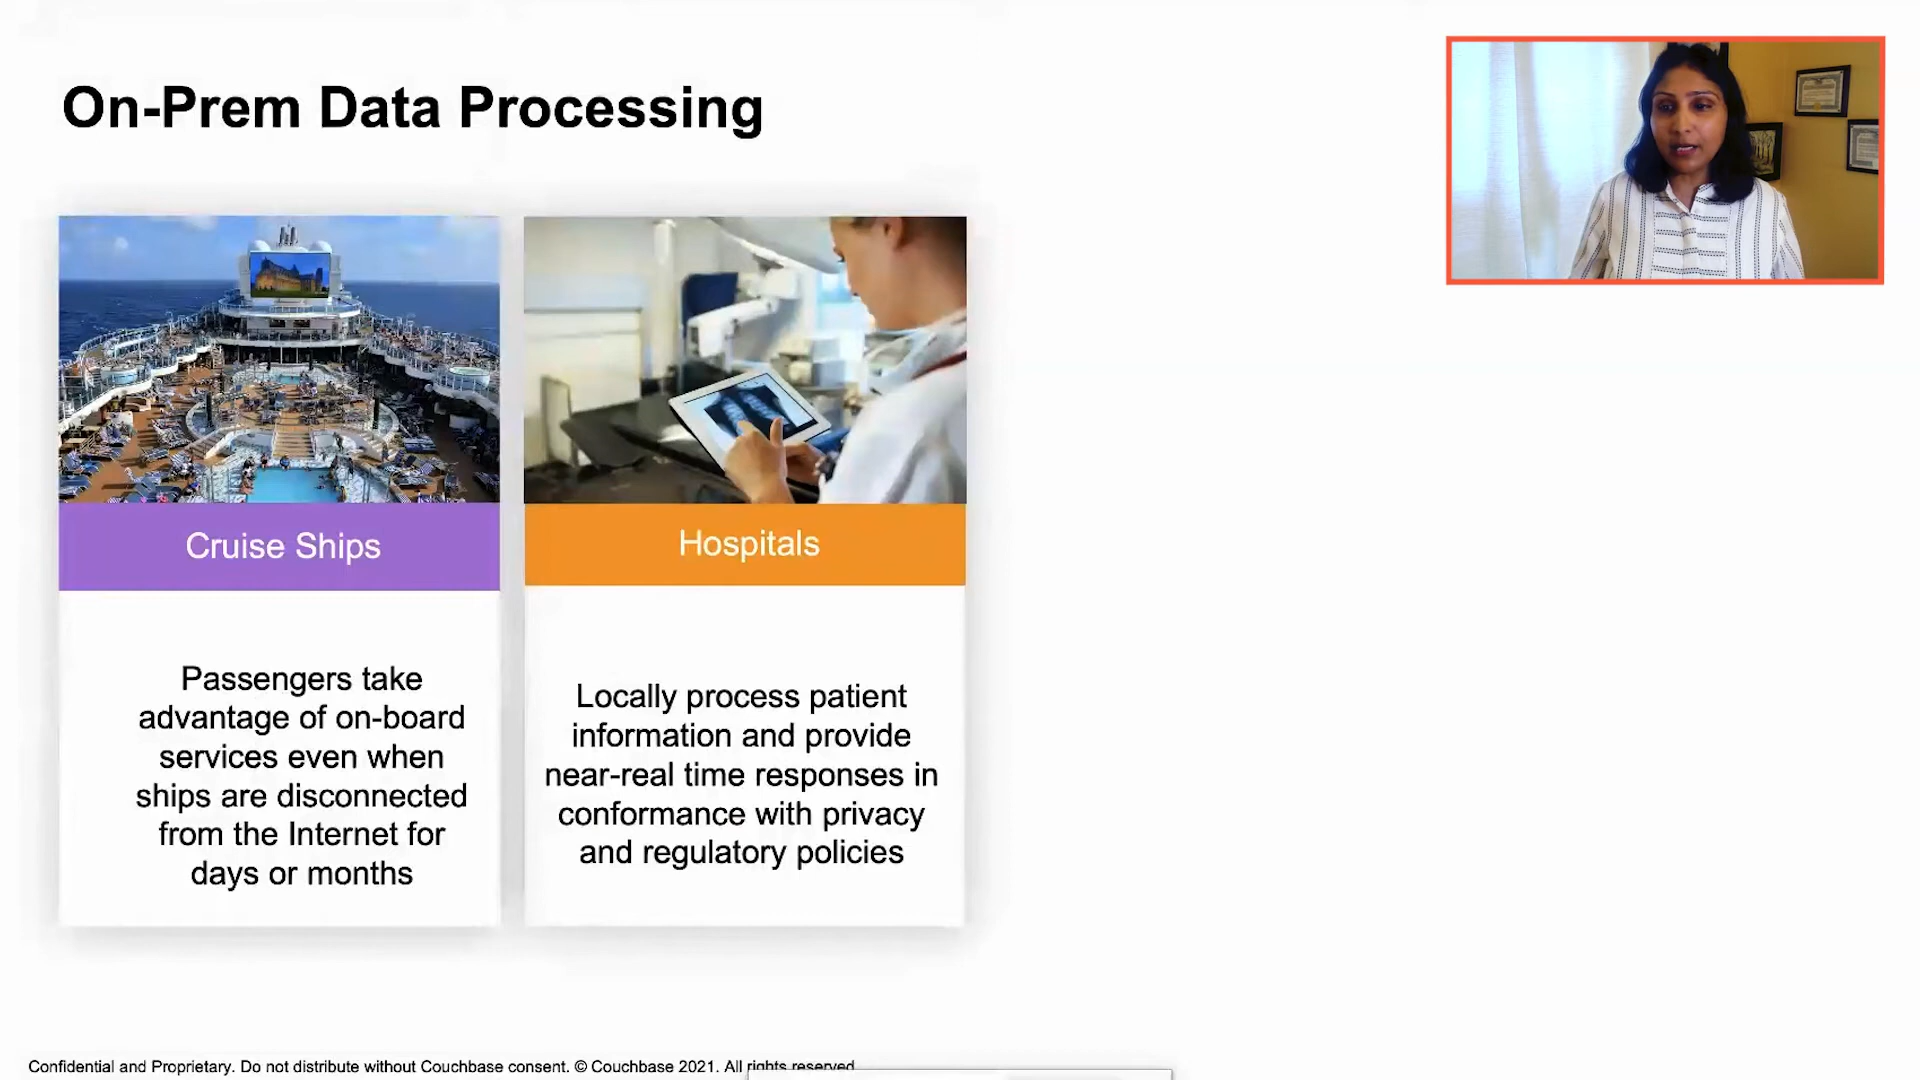 On-Prem Data Processing
Cruise Ships
Passengers take
advantage of on-board
services even when
ships are disconnected
from the Internet for
days or months
Hospitals
Locally process patient
information and provide
near-real time responses in
conformance with privacy
and regulatory policies
Confidential and Proprietary. Do not distribute without Couchbase consent. © Couchbase 2021. All rights reserved.